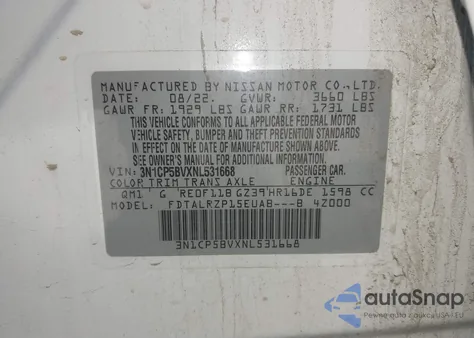 MANUFACTURED BY NISSAN MOTOR CO.,LTD.
DATE: 08/22. GVWR: 3660 LBS
GAWR FR: 1929 LBS GAWR RR: 1731 LBS
THIS VEHICLE CONFORMS TO ALL APPLICABLE FEDERAL MOTOR
VEHICLE SAFETY, BUMPER AND THEFT PREVENTION STANDARDS
IN EFFECT ON THE DATE OF MANUFACTURE SHOWN ABOVE.
SEE OWNER'S MANUAL FOR ADDITIONAL INFORMATION.
VIN: 3N1CP5BVXNL531668 PASSENGER CAR.
COLOR TRIM TRANS AXLE ENGINE
QM1 G RE0F11B GZ39 HR16DE 1598 CC
MODEL: FDTALRZP15EUAB---B 4Z000
3N1CP5BVXNL531668
autoSnap